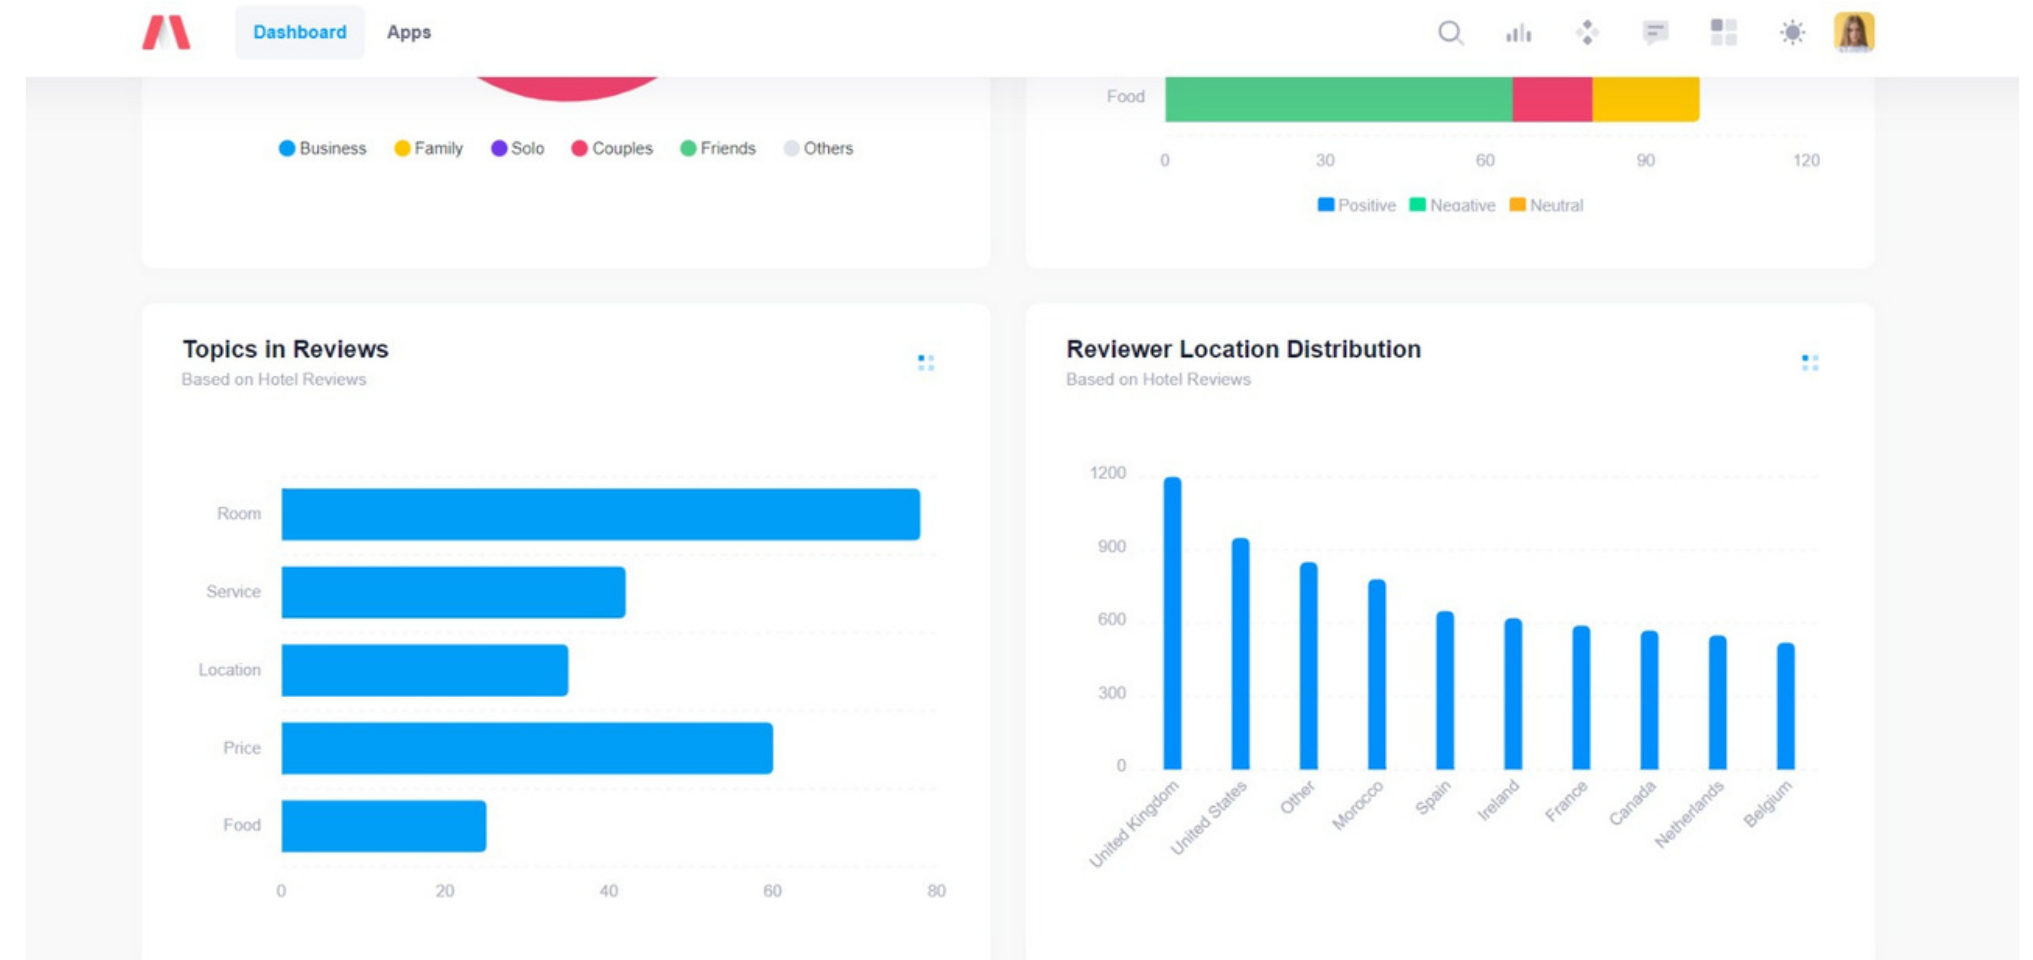 Dashboard Apps
Business Family Solo Couples Friends Others
Food
0 30 60 90 120
Positive Negative Neutral
Topics in Reviews
Based on Hotel Reviews
Room
Service
Location
Price
Food
0 20 40 60 80
Reviewer Location Distribution
Based on Hotel Reviews
1200
900
600
300
0
United Kingdom United States Other Morocco Spain Ireland France Canada Netherlands Belgium